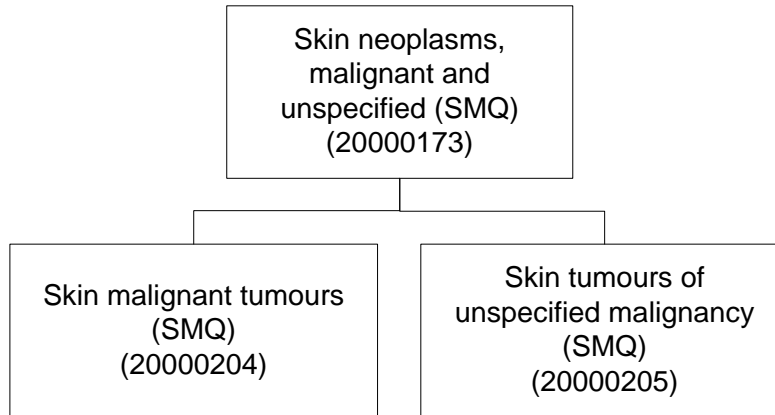 Skin neoplasms,
malignant and
unspecified (SMQ)
(20000173)
Skin malignant tumours
(SMQ)
(20000204)
Skin tumours of
unspecified malignancy
(SMQ)
(20000205)